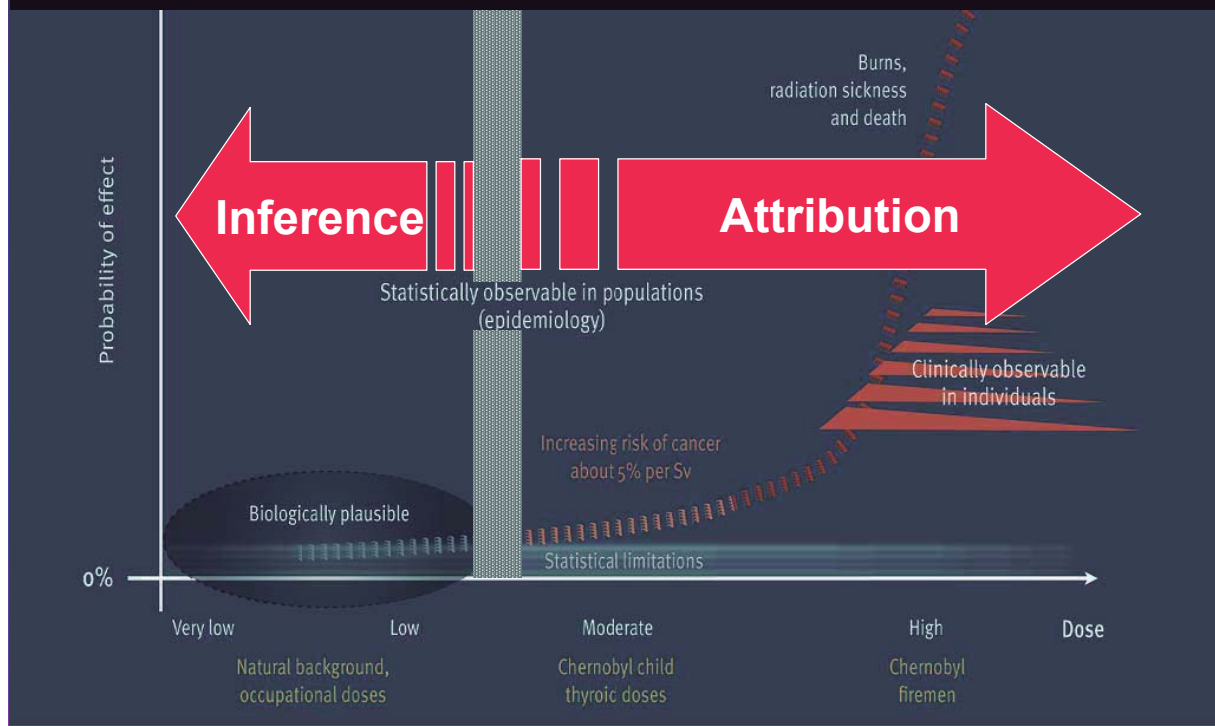 Burns,
radiation sickness
and death
Probability of effect
Inference
Attribution
Statistically observable in populations
(epidemiology)
Clinically observable
in individuals
Increasing risk of cancer
about 5% per Sv
Biologically plausible
Statistical limitations
0%
Very low
Low
Moderate
High
Dose
Natural background,
occupational doses
Chernobyl child
thyroic doses
Chernobyl
firemen